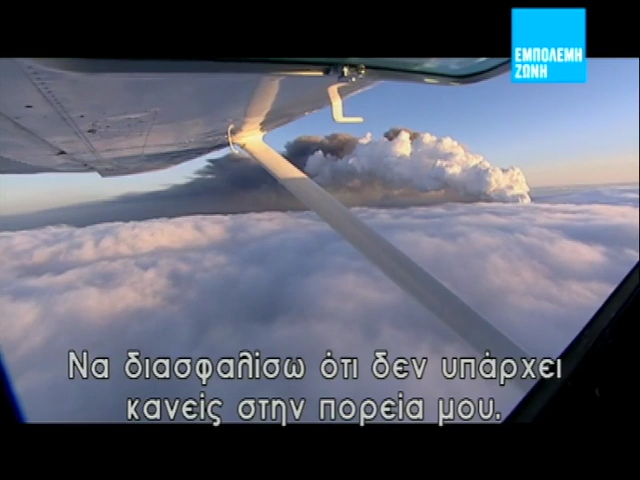 ΕΜΠΟΛΕΜΗ
ΖΩΝΗ
Να διασφαλίσω ότι δεν υπάρχει
κανείς στην πορεία μου.